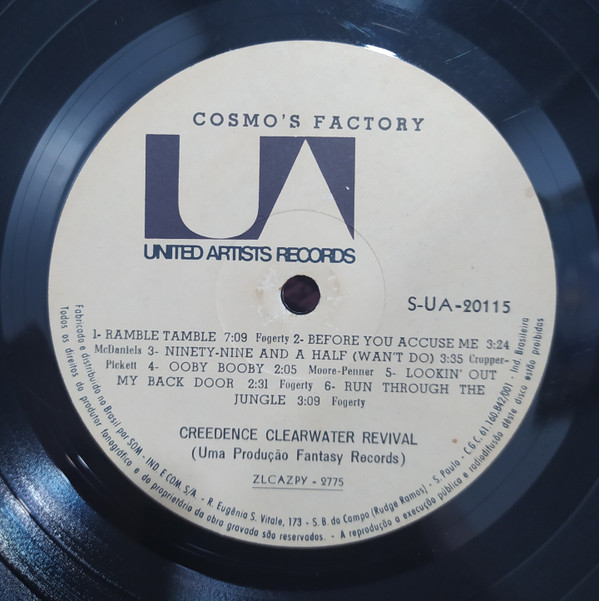 COSMO'S FACTORY
UA
UNITED ARTISTS RECORDS
S-UA-20115
1- RAMBLE TAMBLE 7:09 Fogerty 2- BEFORE YOU ACCUSE ME 3:24
McDaniels 3- NINETY-NINE AND A HALF (WAN'T DO) 3:35 Crupper-
Pickett 4- OOBY BOOBY 2:05 Moore-Penner 5- LOOKIN' OUT
MY BACK DOOR 2:31 Fogerty 6- RUN THROUGH THE
JUNGLE 3:09 Fogerty
CREEDENCE CLEARWATER REVIVAL
(Uma Produção Fantasy Records)
ZLCAZPY - 2775
Fabricado e distribuido no Brasil por SOM - IND. E COM. S/A. - R. Eugênia S. Vitale, 173 - S. B. do Campo (Rudge Ramos) - S. Paulo - C.G.C. 61.160.842/001 - Ind. Brasileira
Todos os direitos do produtor fonográfico e do proprietário da obra gravada são reservados. - A reprodução a execução pública e radiodifusão dêste disco estão proibidas